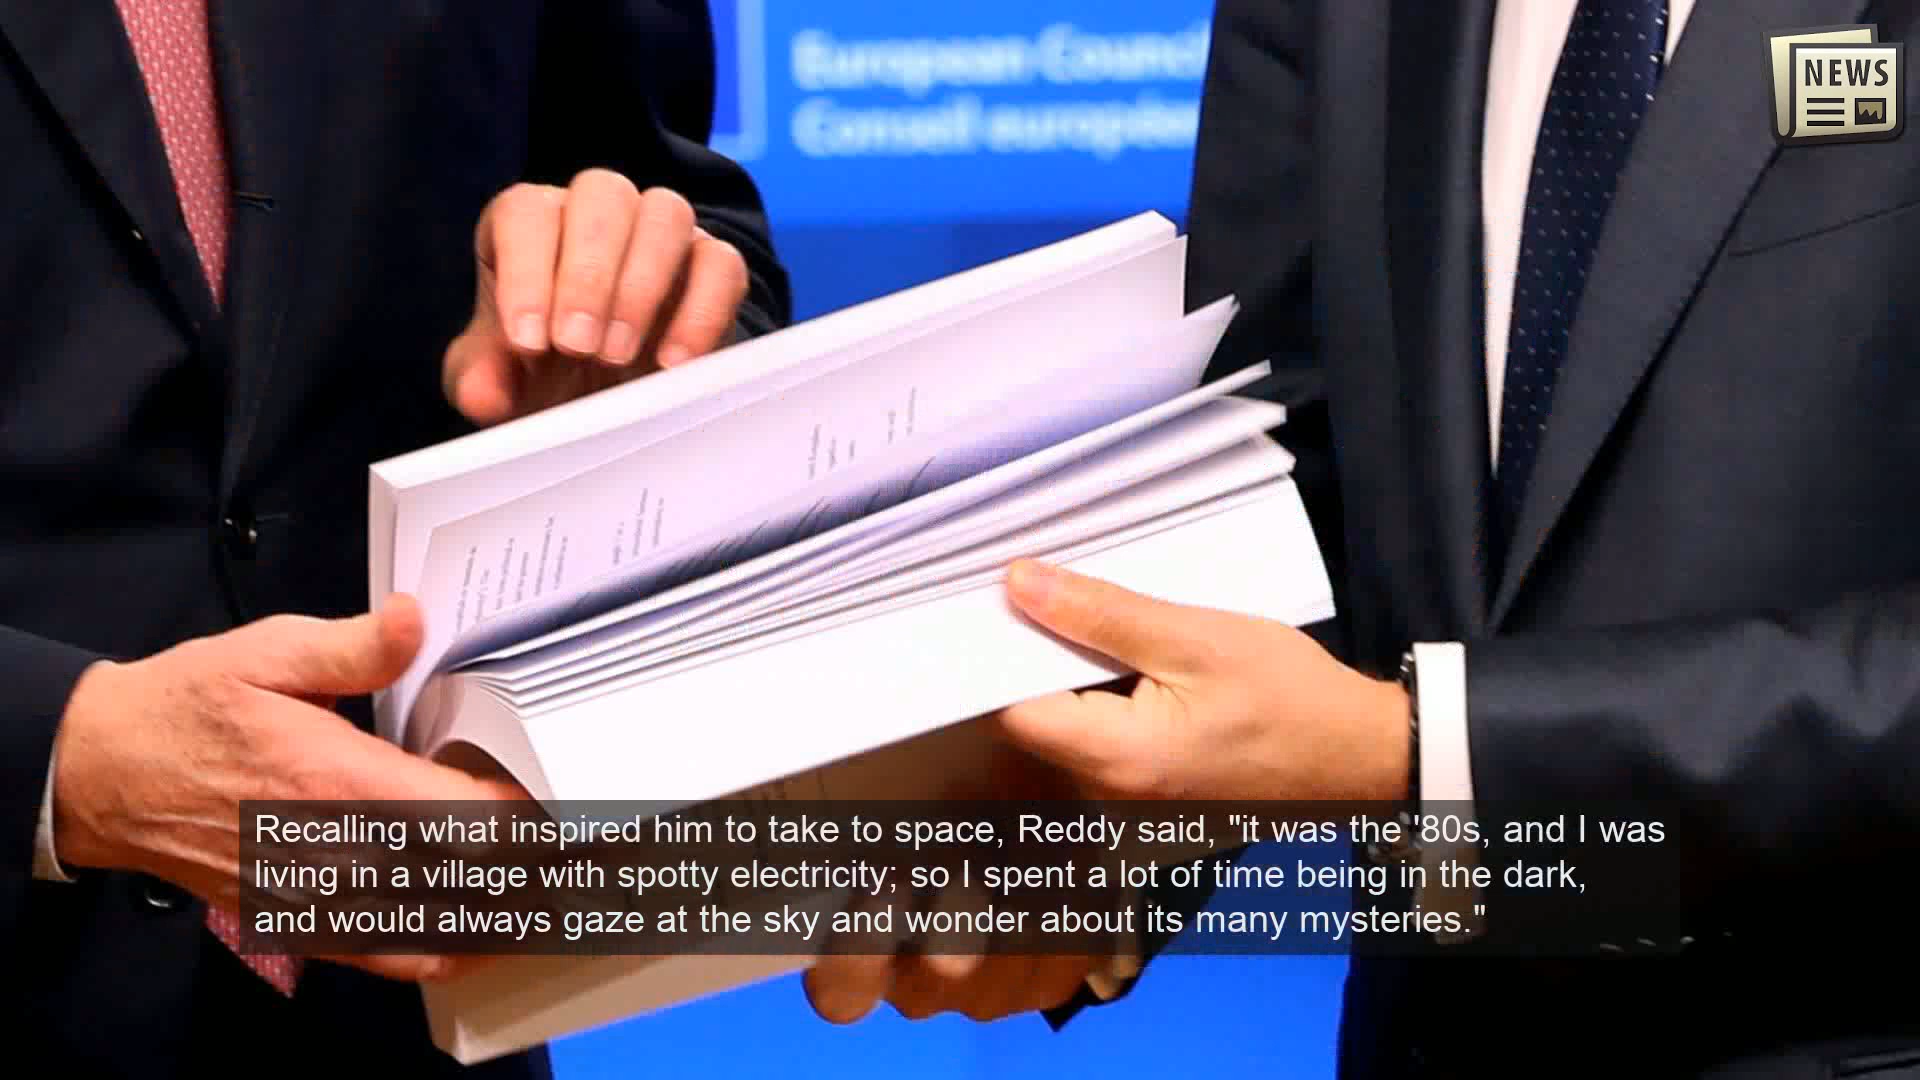 European Council
Conseil européen
NEWS
Recalling what inspired him to take to space, Reddy said, "it was the '80s, and I was
living in a village with spotty electricity; so I spent a lot of time being in the dark,
and would always gaze at the sky and wonder about its many mysteries."